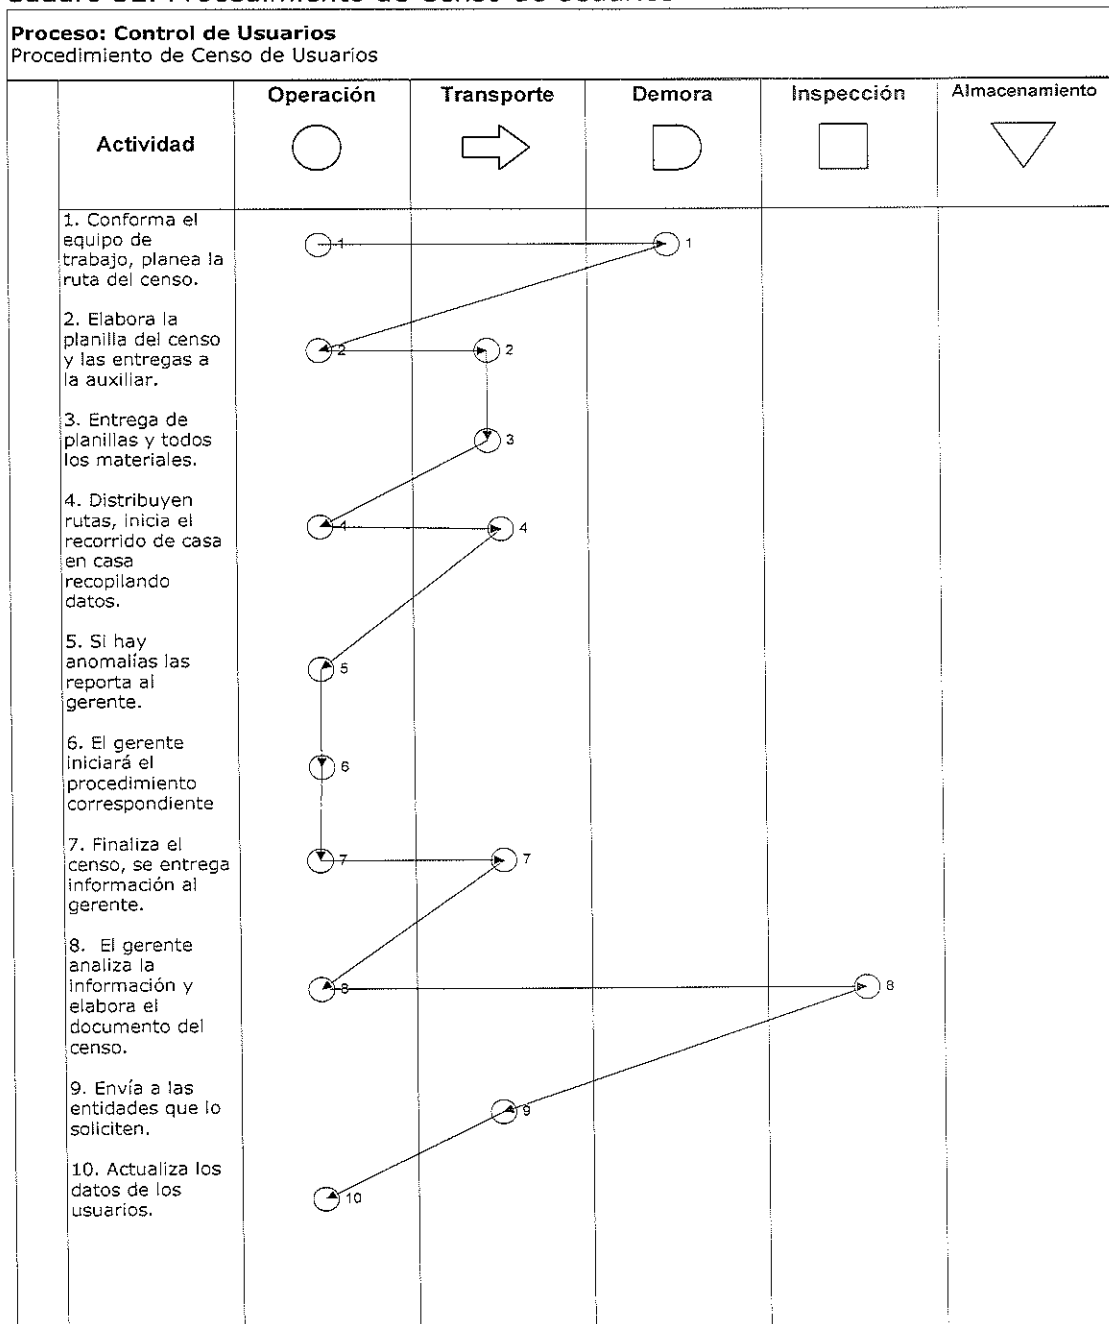 Proceso: Control de Usuarios
Procedimiento de Censo de Usuarios
Actividad
Operación
Transporte
Demora
Inspección
Almacenamiento
1. Conforma el
equipo de
trabajo, planea la
ruta del censo.
1
1
2. Elabora la
planilla del censo
y las entregas a
la auxiliar.
2
2
3. Entrega de
planillas y todos
los materiales.
3
4. Distribuyen
rutas, inicia el
recorrido de casa
en casa
recopilando
datos.
4
4
5. Si hay
anomalías las
reporta al
gerente.
5
6. El gerente
iniciará el
procedimiento
correspondiente
6
7. Finaliza el
censo, se entrega
información al
gerente.
7
7
8. El gerente
analiza la
información y
elabora el
documento del
censo.
8
8
9. Envía a las
entidades que lo
soliciten.
9
10. Actualiza los
datos de los
usuarios.
10